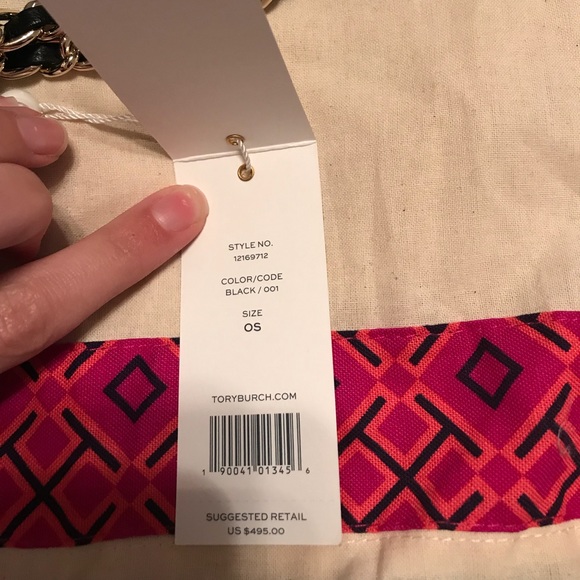 STYLE NO.
12169712
COLOR/CODE
BLACK / 001
SIZE
OS
TORYBURCH.COM
1 90041 01345 6
SUGGESTED RETAIL
US $495.00